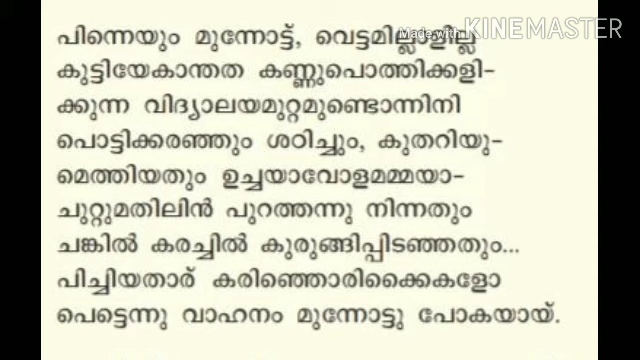 Made with KINEMASTER
പിന്നെയും മുന്നോട്ട്, വെട്ടമില്ലാളില്ല
കുട്ടിയേകാന്തത കണ്ണുപൊത്തിക്കളി-
ക്കുന്ന വിദ്യാലയമുറ്റമുണ്ടൊന്നിനി
പൊട്ടിക്കരഞ്ഞും ശഠിച്ചും, കുതറിയു-
മെത്തിയതും ഉച്ചയാവോളമമ്മയാ-
ചുറ്റുമതിലിൻ പുറത്തന്നു നിന്നതും
ചങ്കിൽ കരച്ചിൽ കുരുങ്ങിപ്പിടഞ്ഞതും...
പിച്ചിയതാര് കരിഞ്ഞൊരിക്കൈകളോ
പെട്ടെന്നു വാഹനം മുന്നോട്ടു പോകയായ്.